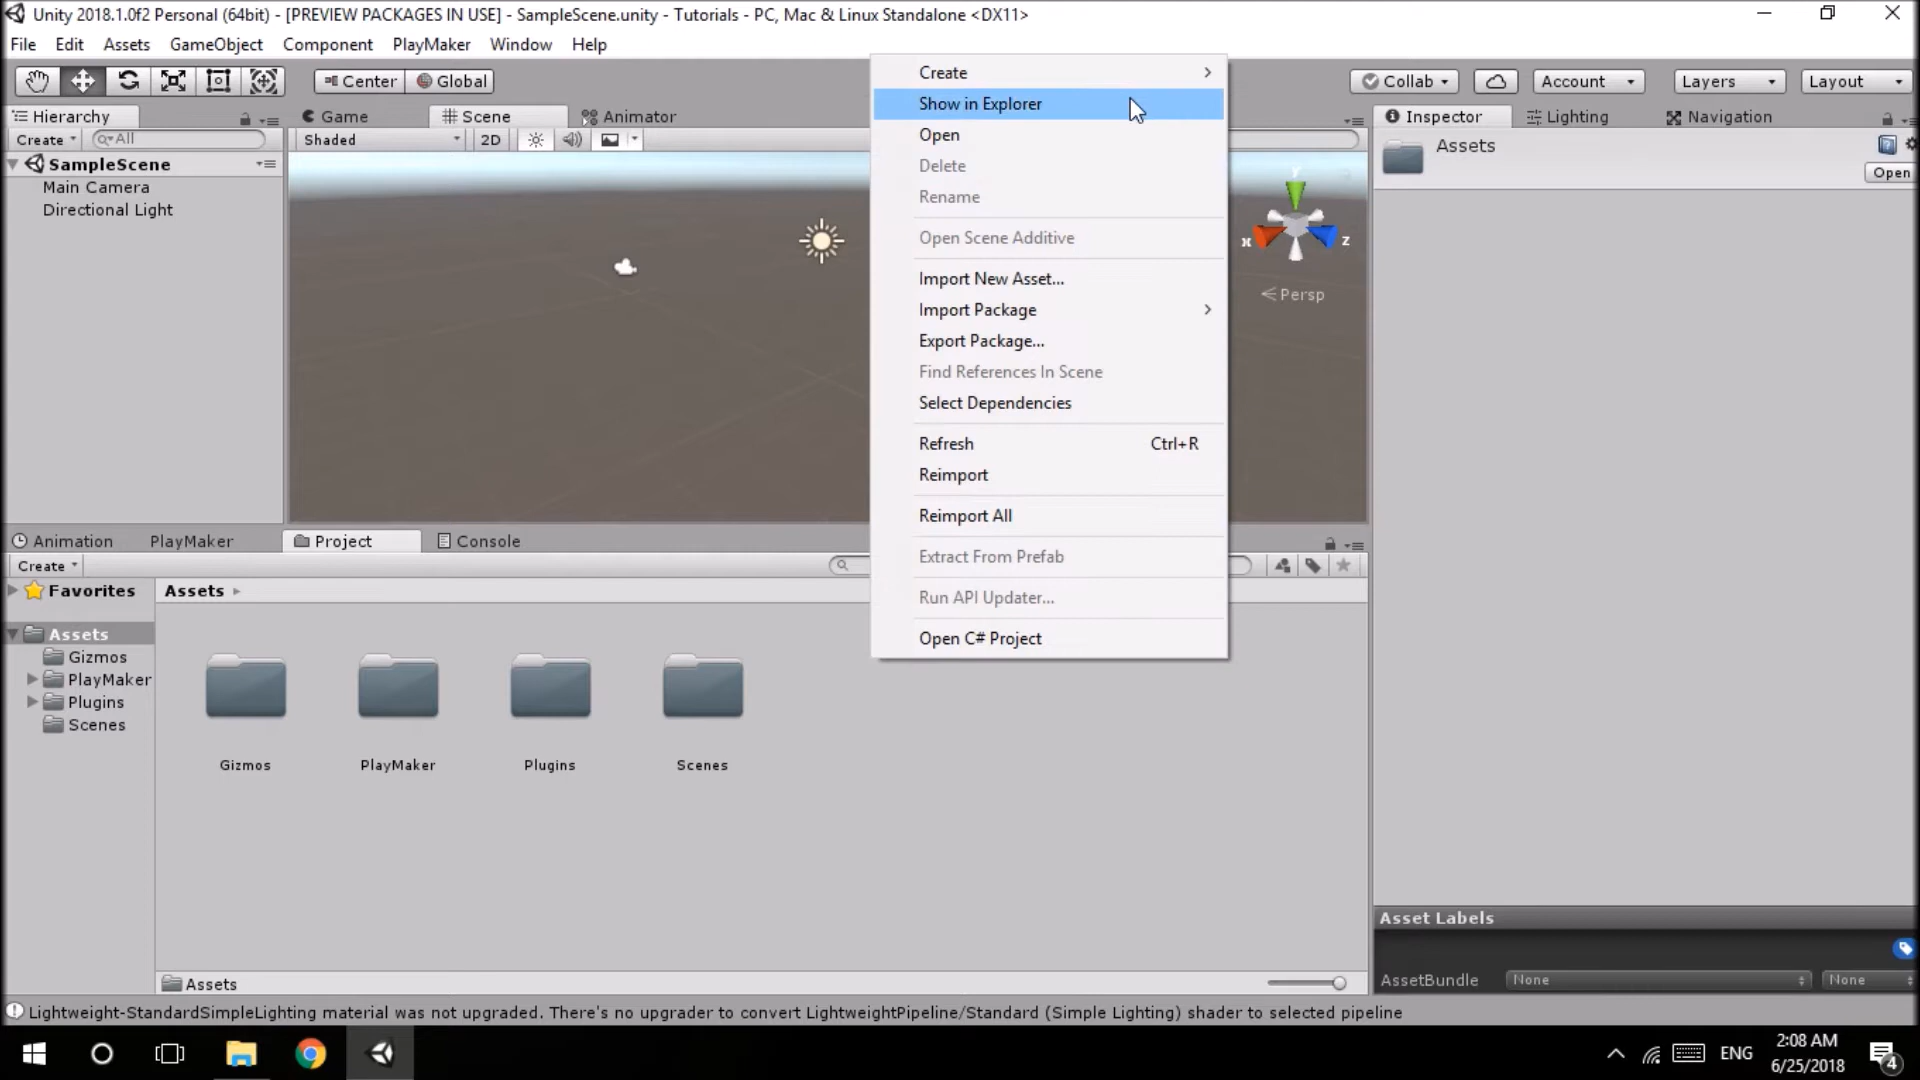 Unity 2018.1.0f2 Personal (64bit) - [PREVIEW PACKAGES IN USE] - SampleScene.unity - Tutorials - PC, Mac & Linux Standalone <DX11>
File Edit Assets GameObject Component PlayMaker Window Help
Center Global Collab Account Layers Layout
Hierarchy Game Scene Animator Inspector Lighting Navigation
Create All Shaded 2D
SampleScene
Main Camera
Directional Light
Assets
Open
y
x z
Persp
Create
Show in Explorer
Open
Delete
Rename
Open Scene Additive
Import New Asset...
Import Package
Export Package...
Find References In Scene
Select Dependencies
Refresh Ctrl+R
Reimport
Reimport All
Extract From Prefab
Run API Updater...
Open C# Project
Animation PlayMaker Project Console
Create
Favorites
Assets
Gizmos
PlayMaker
Plugins
Scenes
Assets
Gizmos PlayMaker Plugins Scenes
Assets
Asset Labels
AssetBundle None None
Lightweight-StandardSimpleLighting material was not upgraded. There's no upgrader to convert LightweightPipeline/Standard (Simple Lighting) shader to selected pipeline
ENG
2:08 AM
6/25/2018
4